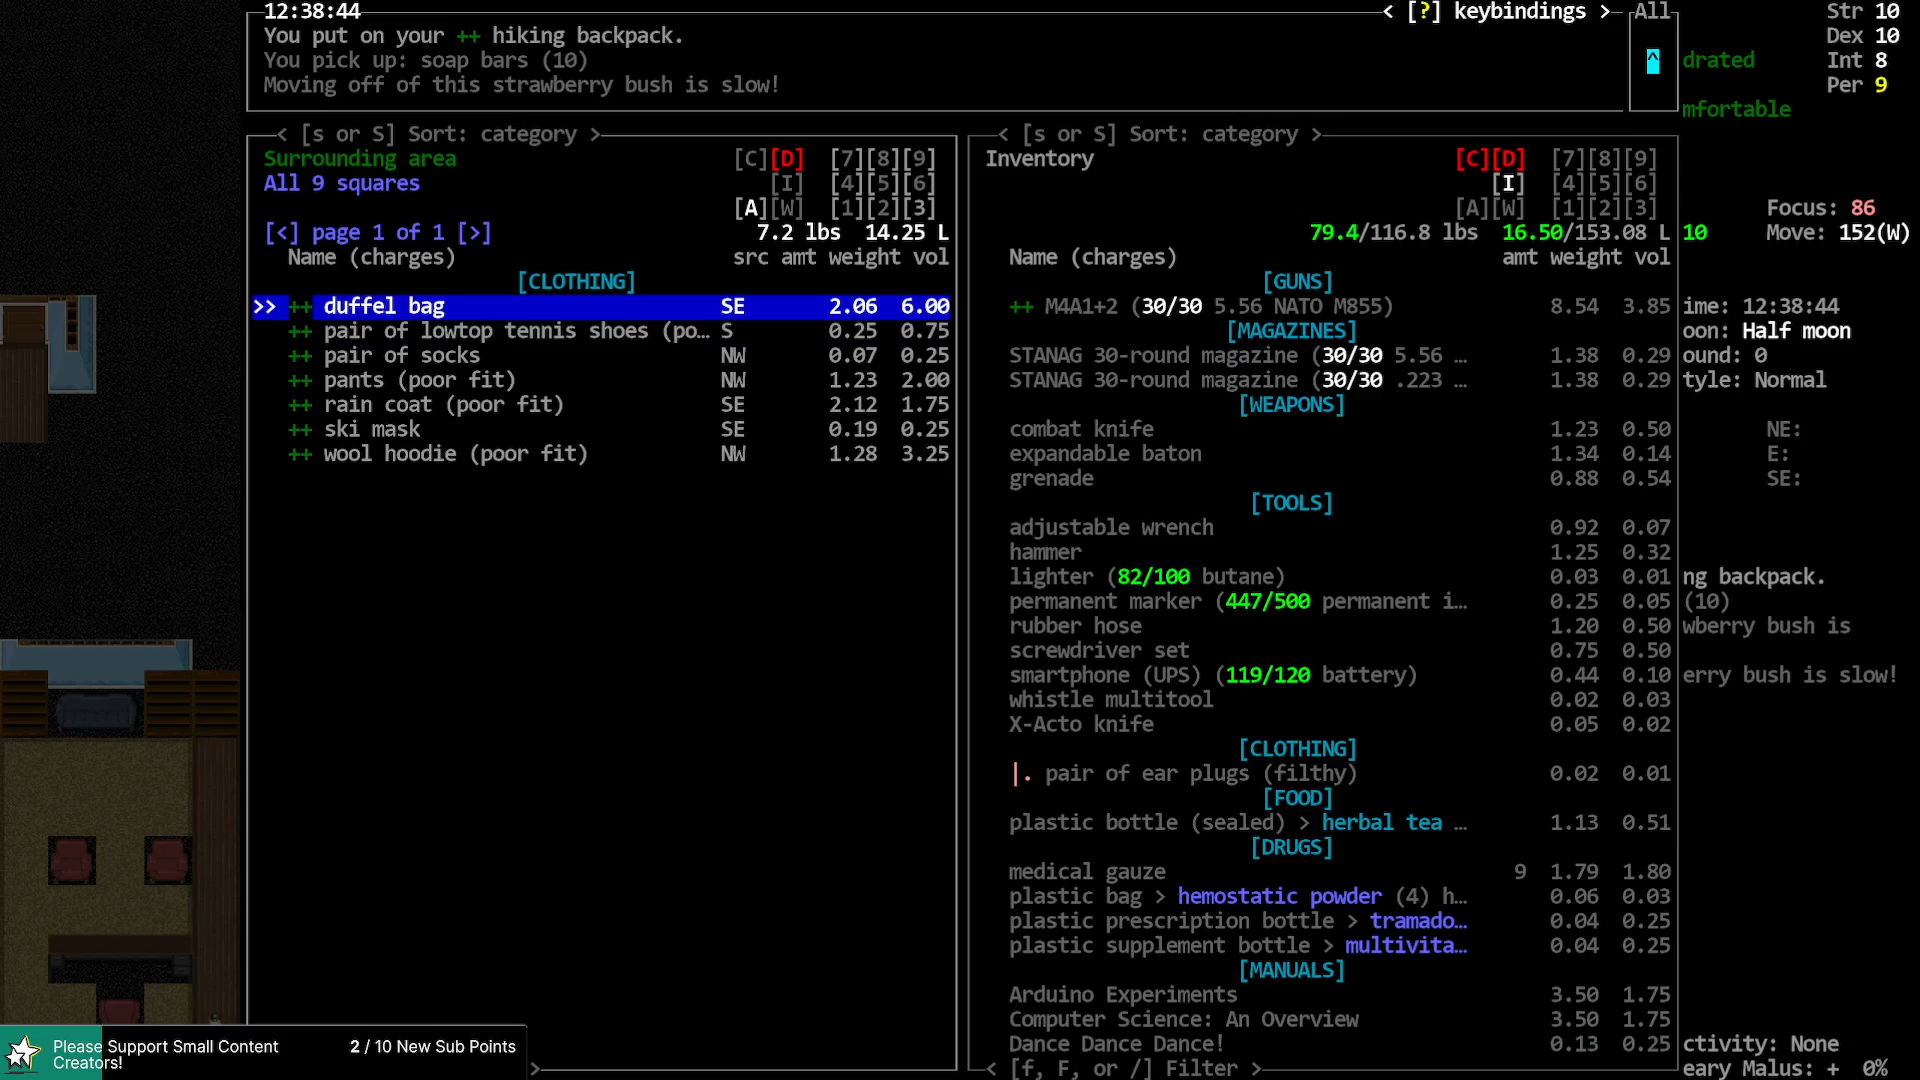 12:38:44
< [?] keybindings >
You put on your ++ hiking backpack.
You pick up: soap bars (10)
Moving off of this strawberry bush is slow!
All
^
drated
mfortable
Str 10
Dex 10
Int 8
Per 9
< [s or S] Sort: category >
Surrounding area
All 9 squares
[C][D] [7][8][9]
[I] [4][5][6]
[A][W] [1][2][3]
[<] page 1 of 1 [>]
7.2 lbs 14.25 L
Name (charges) src amt weight vol
[CLOTHING]
>> ++ duffel bag SE 2.06 6.00
++ pair of lowtop tennis shoes (po… S 0.25 0.75
++ pair of socks NW 0.07 0.25
++ pants (poor fit) NW 1.23 2.00
++ rain coat (poor fit) SE 2.12 1.75
++ ski mask SE 0.19 0.25
++ wool hoodie (poor fit) NW 1.28 3.25
>
< [s or S] Sort: category >
Inventory
[C][D] [7][8][9]
[I] [4][5][6]
[A][W] [1][2][3]
79.4/116.8 lbs 16.50/153.08 L
Name (charges) amt weight vol
[GUNS]
++ M4A1+2 (30/30 5.56 NATO M855) 8.54 3.85
[MAGAZINES]
STANAG 30-round magazine (30/30 5.56 … 1.38 0.29
STANAG 30-round magazine (30/30 .223 … 1.38 0.29
[WEAPONS]
combat knife 1.23 0.50
expandable baton 1.34 0.14
grenade 0.88 0.54
[TOOLS]
adjustable wrench 0.92 0.07
hammer 1.25 0.32
lighter (82/100 butane) 0.03 0.01
permanent marker (447/500 permanent i… 0.25 0.05
rubber hose 1.20 0.50
screwdriver set 0.75 0.50
smartphone (UPS) (119/120 battery) 0.44 0.10
whistle multitool 0.02 0.03
X-Acto knife 0.05 0.02
[CLOTHING]
|. pair of ear plugs (filthy) 0.02 0.01
[FOOD]
plastic bottle (sealed) > herbal tea … 1.13 0.51
[DRUGS]
medical gauze 9 1.79 1.80
plastic bag > hemostatic powder (4) h… 0.06 0.03
plastic prescription bottle > tramado… 0.04 0.25
plastic supplement bottle > multivita… 0.04 0.25
[MANUALS]
Arduino Experiments 3.50 1.75
Computer Science: An Overview 3.50 1.75
Dance Dance Dance! 0.13 0.25
< [f, F, or /] Filter >
Focus: 86
10 Move: 152(W)
ime: 12:38:44
oon: Half moon
ound: 0
tyle: Normal
NE:
E:
SE:
ng backpack.
(10)
wberry bush is
erry bush is slow!
ctivity: None
eary Malus: + 0%
Please Support Small Content
Creators!
2 / 10 New Sub Points